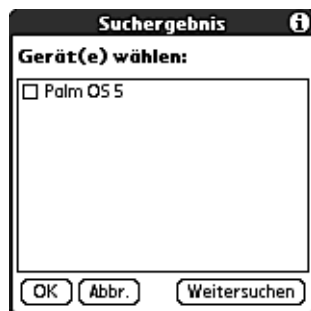 Suchergebnis
Gerät(e) wählen:
Palm OS 5
OK Abbr. Weitersuchen